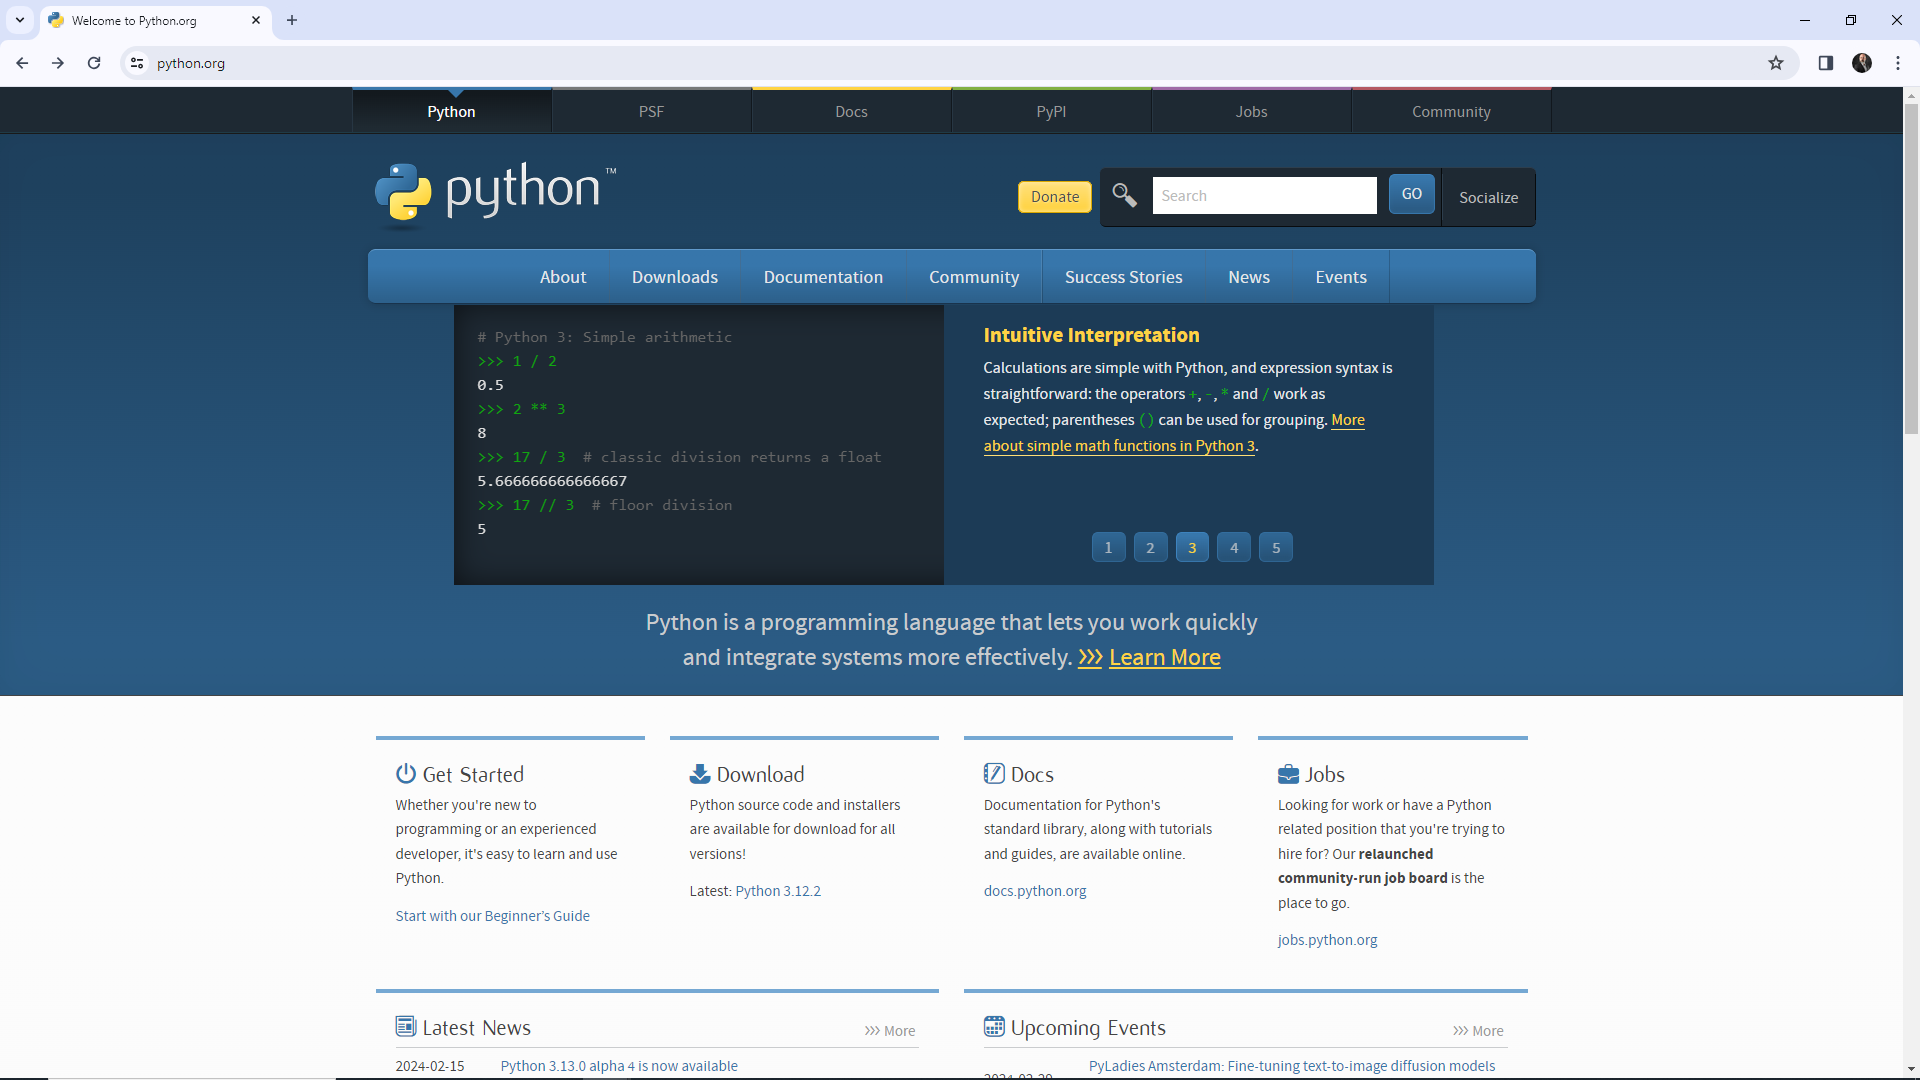 Welcome to Python.org
python.org
Python
PSF
Docs
PyPI
Jobs
Community
python™
Donate
Search
GO
Socialize
About
Downloads
Documentation
Community
Success Stories
News
Events
# Python 3: Simple arithmetic
>>> 1 / 2
0.5
>>> 2 ** 3
8
>>> 17 / 3  # classic division returns a float
5.666666666666667
>>> 17 // 3  # floor division
5
Intuitive Interpretation
Calculations are simple with Python, and expression syntax is
straightforward: the operators +, -, * and / work as
expected; parentheses () can be used for grouping. More
about simple math functions in Python 3.
1
2
3
4
5
Python is a programming language that lets you work quickly
and integrate systems more effectively. >>> Learn More
Get Started
Whether you're new to
programming or an experienced
developer, it's easy to learn and use
Python.
Start with our Beginner’s Guide
Download
Python source code and installers
are available for download for all
versions!
Latest: Python 3.12.2
Docs
Documentation for Python's
standard library, along with tutorials
and guides, are available online.
docs.python.org
Jobs
Looking for work or have a Python
related position that you're trying to
hire for? Our relaunched
community-run job board is the
place to go.
jobs.python.org
Latest News
>>> More
2024-02-15
Python 3.13.0 alpha 4 is now available
Upcoming Events
>>> More
PyLadies Amsterdam: Fine-tuning text-to-image diffusion models